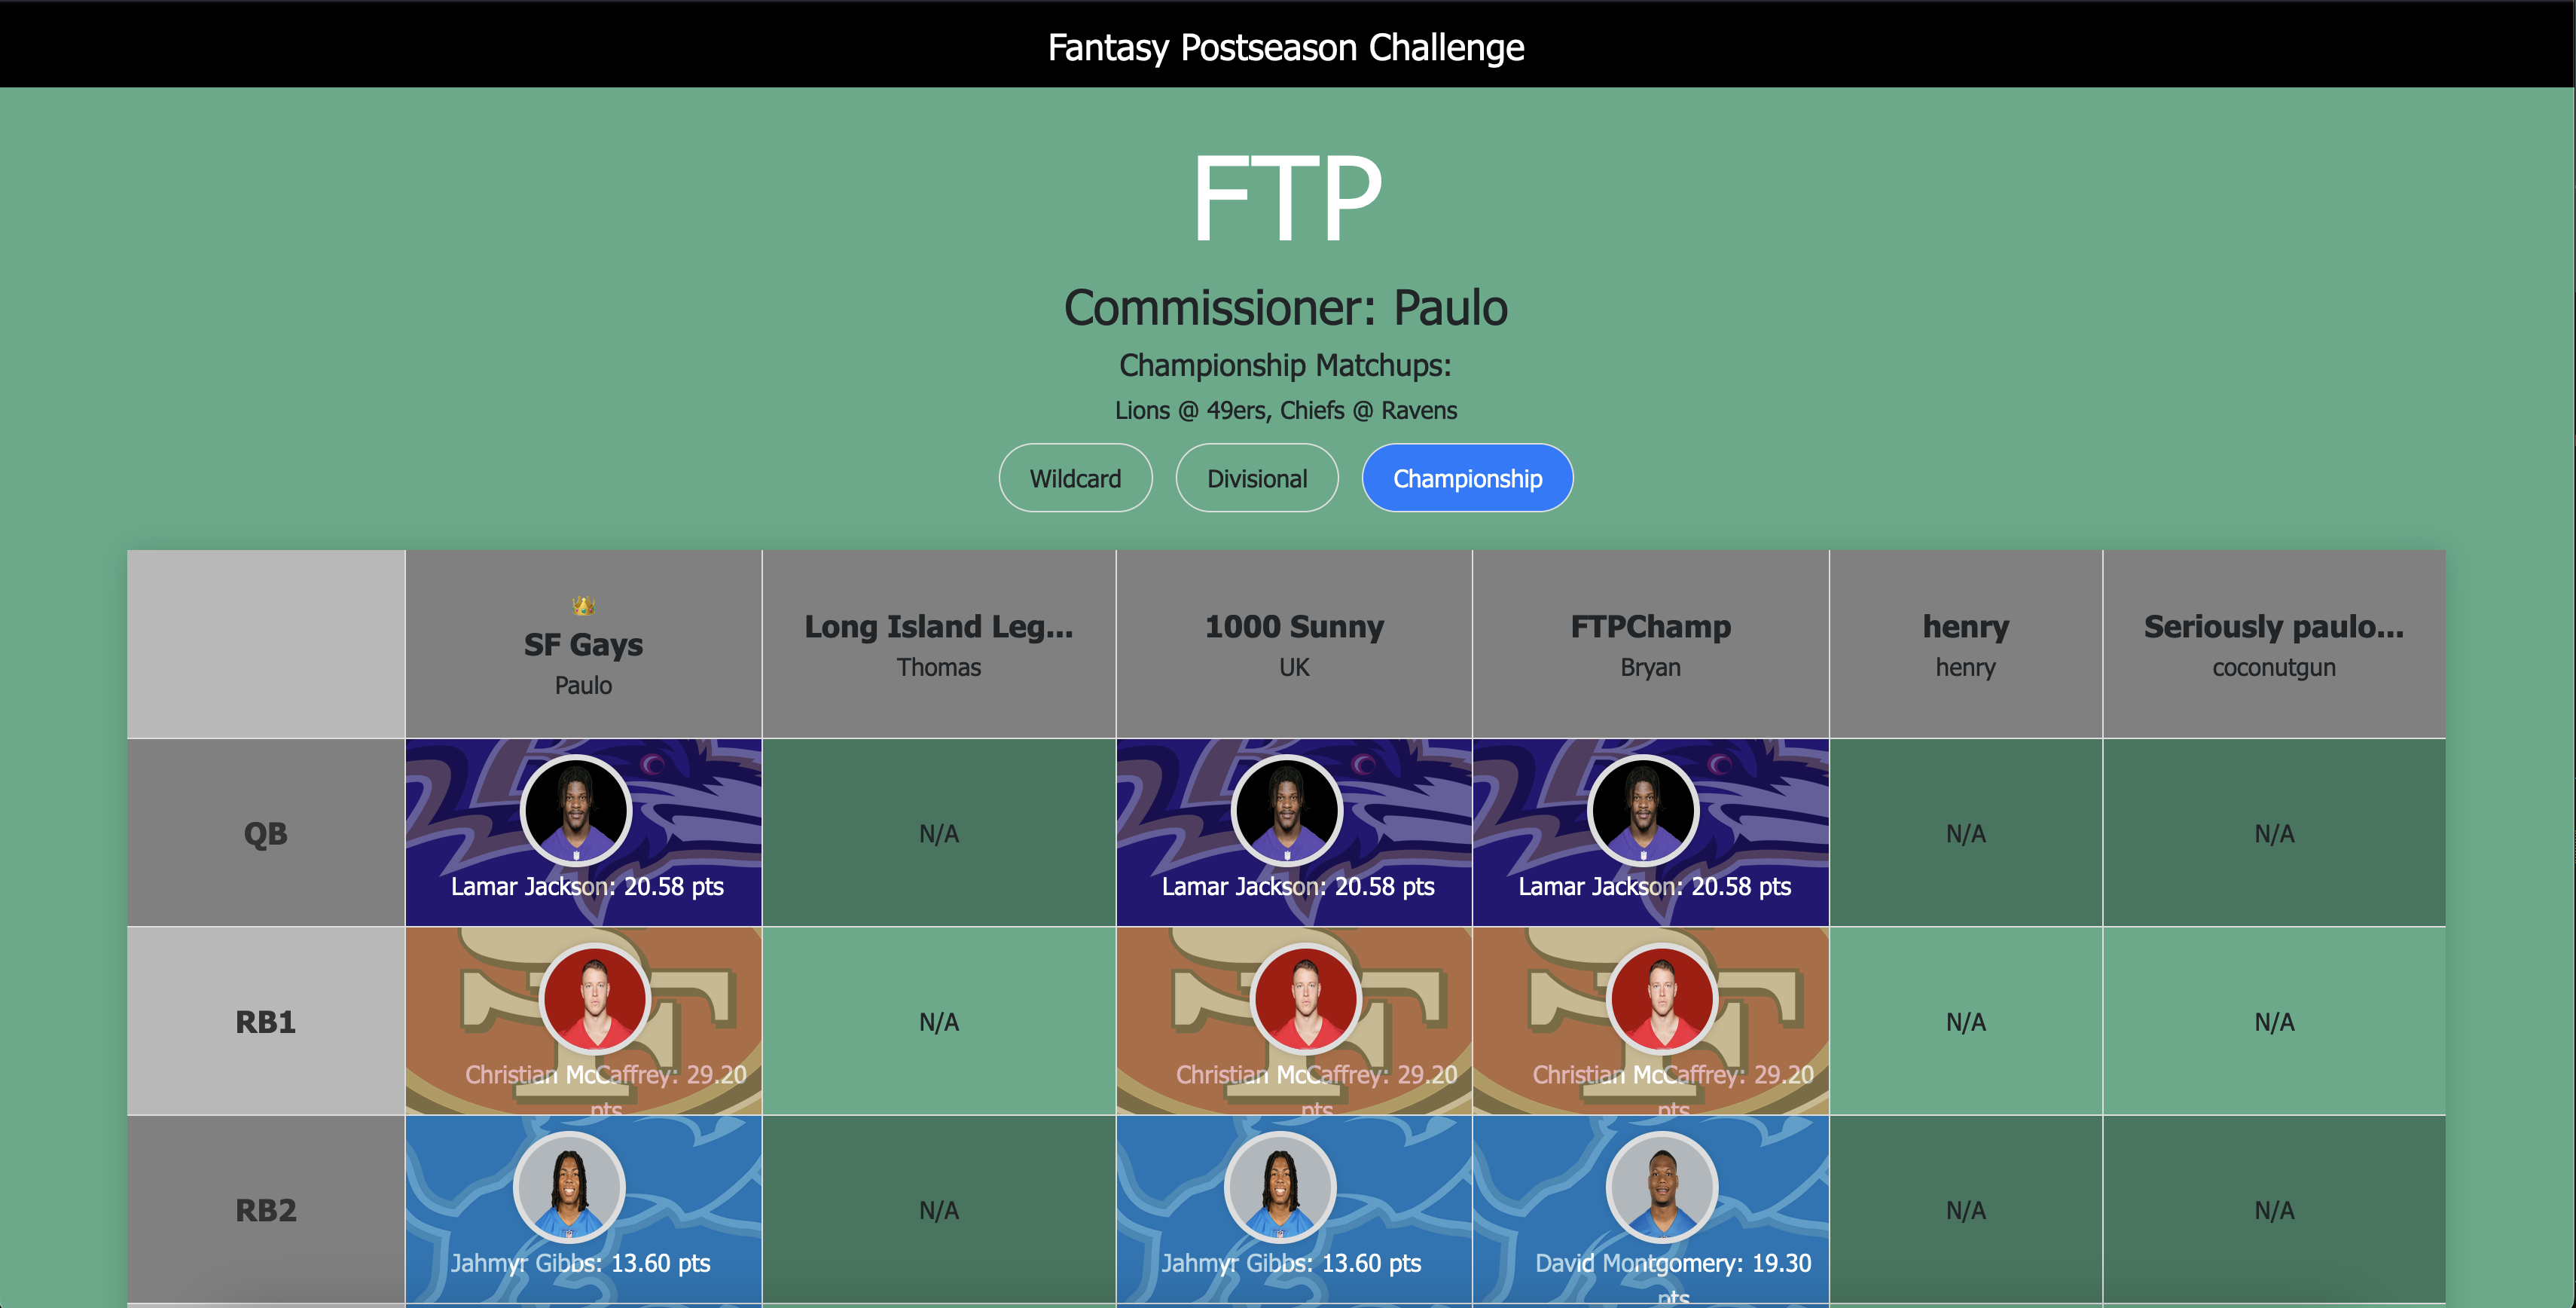 Fantasy Postseason Challenge
FTP
Commissioner: Paulo
Championship Matchups:
Lions @ 49ers, Chiefs @ Ravens
Wildcard Divisional Championship
SF Gays Long Island Leg... 1000 Sunny FTPChamp henry Seriously paulo...
Paulo Thomas UK Bryan henry coconutgun
QB N/A N/A N/A
Lamar Jackson: 20.58 pts Lamar Jackson: 20.58 pts Lamar Jackson: 20.58 pts
RB1 N/A N/A N/A
Christian McCaffrey: 29.20 Christian McCaffrey: 29.20 Christian McCaffrey: 29.20
pts pts pts
RB2 N/A N/A N/A
Jahmyr Gibbs: 13.60 pts Jahmyr Gibbs: 13.60 pts David Montgomery: 19.30
pts